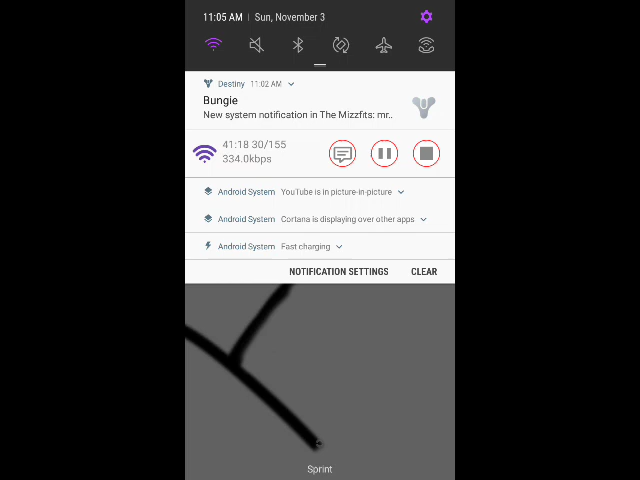 11:05 AM | Sun, November 3
Destiny 11:02 AM
Bungie
New system notification in The Mizzfits: mr..
41:18 30/155
334.0kbps
Android System YouTube is in picture-in-picture
Android System Cortana is displaying over other apps
Android System Fast charging
NOTIFICATION SETTINGS CLEAR
Sprint